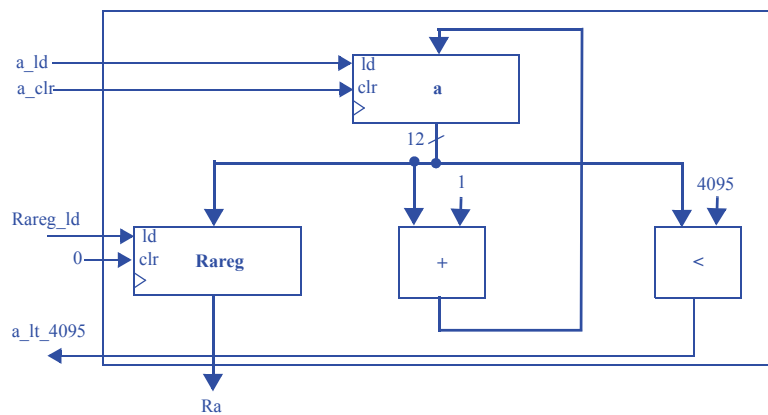 a_ld
ld
a_clr
clr
a
12
1
4095
Rareg_ld
ld
0
clr
Rareg
+
<
a_lt_4095
Ra